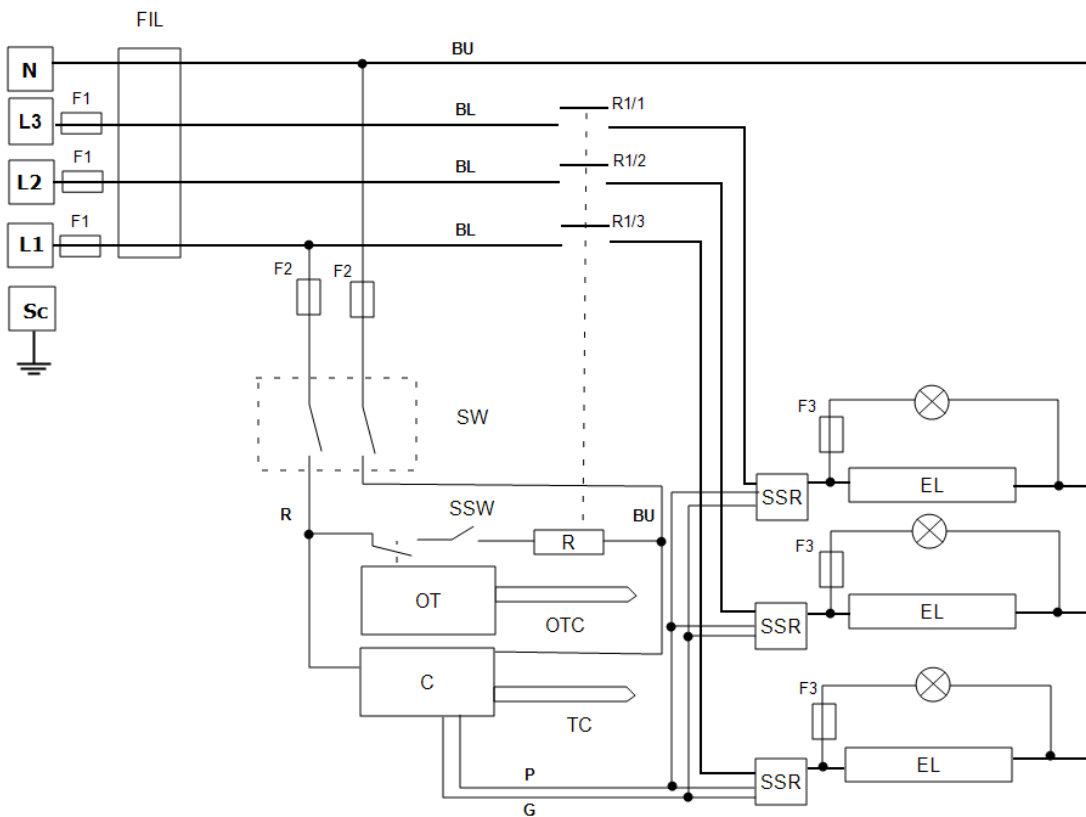 FIL
N
BU
F1
L3
BL
R1/1
F1
L2
BL
R1/2
F1
L1
BL
R1/3
F2
F2
Sc
SW
F3
EL
SSR
R
SSW
R
BU
F3
OT
OTC
EL
SSR
C
TC
F3
P
G
SSR
EL